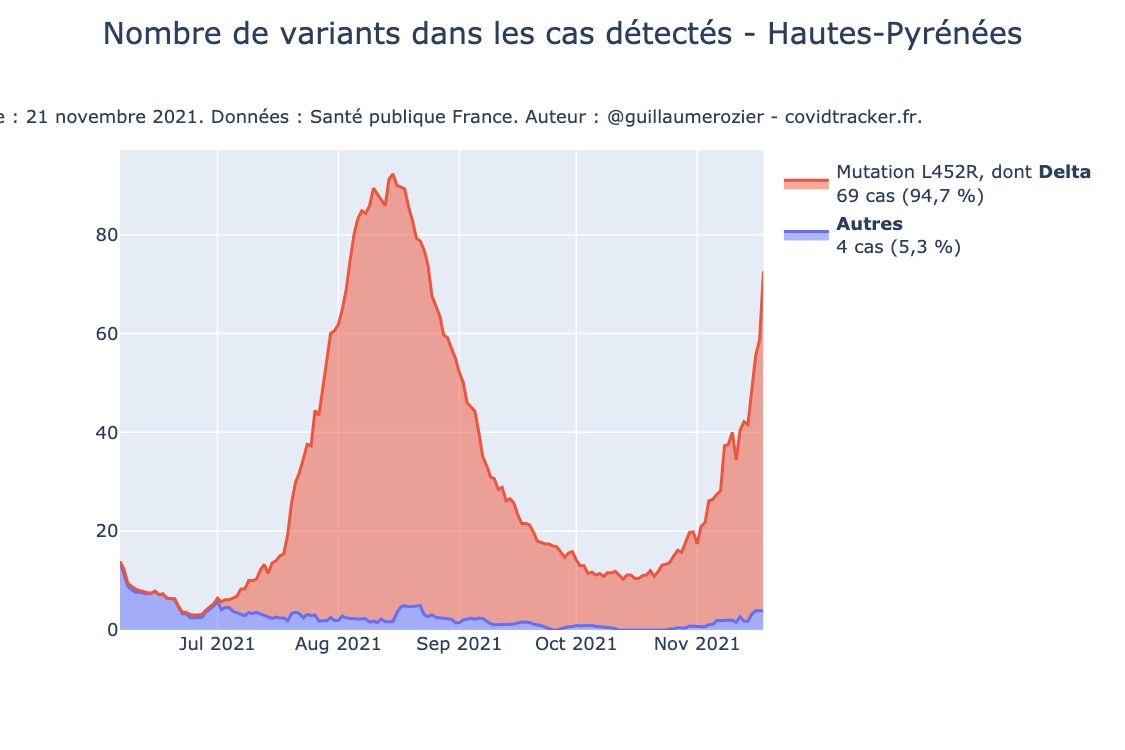 Nombre de variants dans les cas détectés - Hautes-Pyrénées
: 21 novembre 2021. Données : Santé publique France. Auteur : @guillaumerozier - covidtracker.fr.
Mutation L452R, dont Delta
69 cas (94,7 %)
Autres
4 cas (5,3 %)
80
60
40
20
0
Jul 2021 Aug 2021 Sep 2021 Oct 2021 Nov 2021